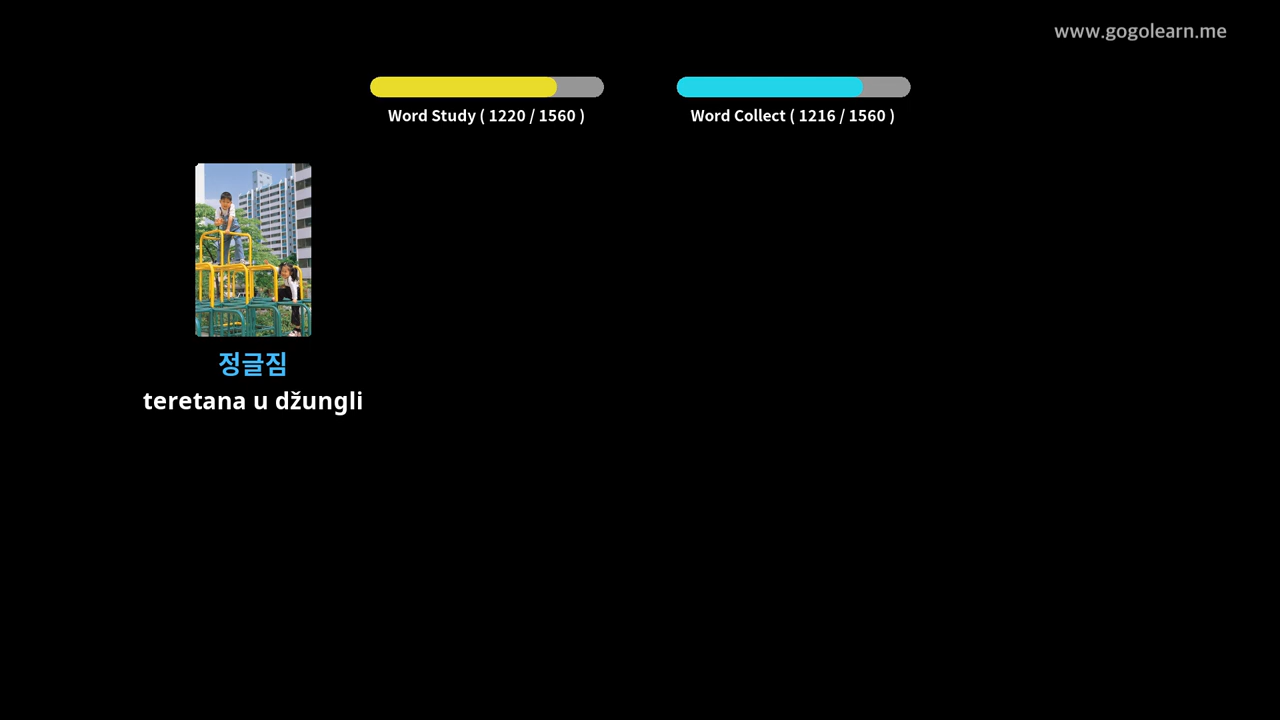 www.gogolearn.me
Word Study ( 1220 / 1560 )
Word Collect ( 1216 / 1560 )
정글짐
teretana u džungli